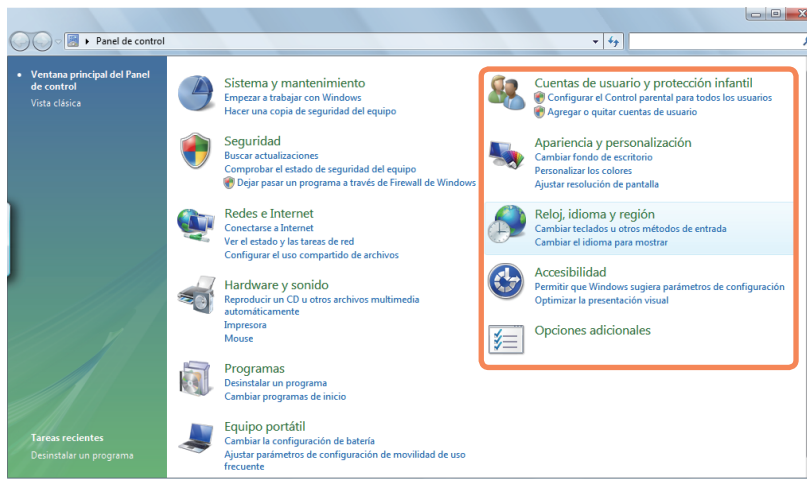 Panel de control
Ventana principal del Panel
de control
Vista clásica
Tareas recientes
Desinstalar un programa
Sistema y mantenimiento
Empezar a trabajar con Windows
Hacer una copia de seguridad del equipo
Seguridad
Buscar actualizaciones
Comprobar el estado de seguridad del equipo
Dejar pasar un programa a través de Firewall de Windows
Redes e Internet
Conectarse a Internet
Ver el estado y las tareas de red
Configurar el uso compartido de archivos
Hardware y sonido
Reproducir un CD u otros archivos multimedia
automáticamente
Impresora
Mouse
Programas
Desinstalar un programa
Cambiar programas de inicio
Equipo portátil
Cambiar la configuración de batería
Ajustar parámetros de configuración de movilidad de uso
frecuente
Cuentas de usuario y protección infantil
Configurar el Control parental para todos los usuarios
Agregar o quitar cuentas de usuario
Apariencia y personalización
Cambiar fondo de escritorio
Personalizar los colores
Ajustar resolución de pantalla
Reloj, idioma y región
Cambiar teclados u otros métodos de entrada
Cambiar el idioma para mostrar
Accesibilidad
Permitir que Windows sugiera parámetros de configuración
Optimizar la presentación visual
Opciones adicionales